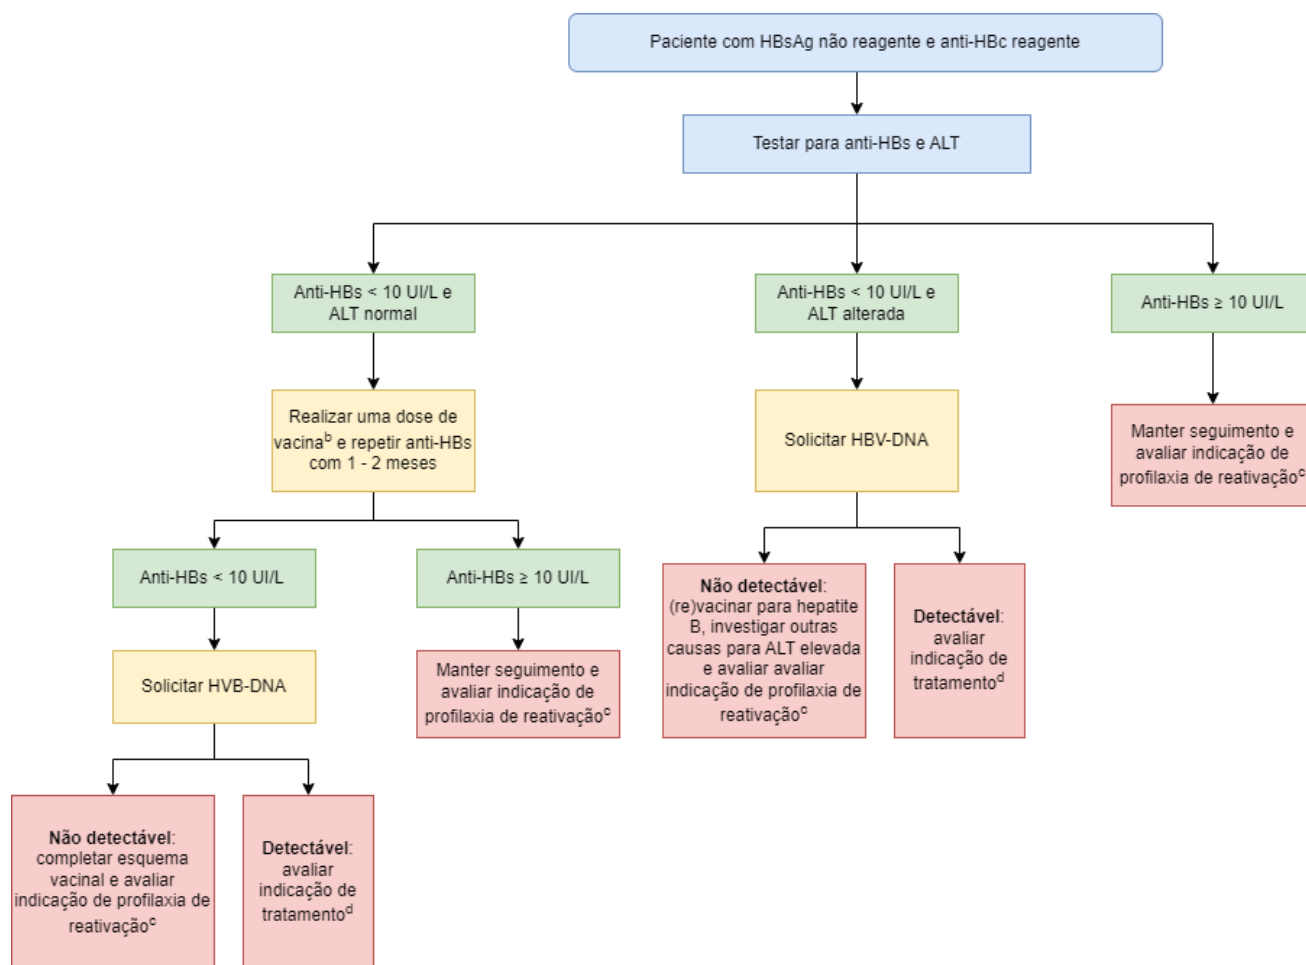 Paciente com HBsAg não reagente e anti-HBc reagente
Testar para anti-HBs e ALT
Anti-HBs < 10 UI/L e
ALT normal
Anti-HBs < 10 UI/L e
ALT alterada
Anti-HBs ≥ 10 UI/L
Realizar uma dose de
vacinaᵇ e repetir anti-HBs
com 1 - 2 meses
Solicitar HBV-DNA
Manter seguimento e
avaliar indicação de
profilaxia de reativaçãoᶜ
Anti-HBs < 10 UI/L
Anti-HBs ≥ 10 UI/L
Não detectável:
(re)vacinar para hepatite
B, investigar outras
causas para ALT elevada
e avaliar avaliar
indicação de profilaxia de
reativaçãoᶜ
Detectável:
avaliar
indicação de
tratamentoᵈ
Solicitar HVB-DNA
Manter seguimento e
avaliar indicação de
profilaxia de reativaçãoᶜ
Não detectável:
completar esquema
vacinal e avaliar
indicação de profilaxia de
reativaçãoᶜ
Detectável:
avaliar
indicação de
tratamentoᵈ